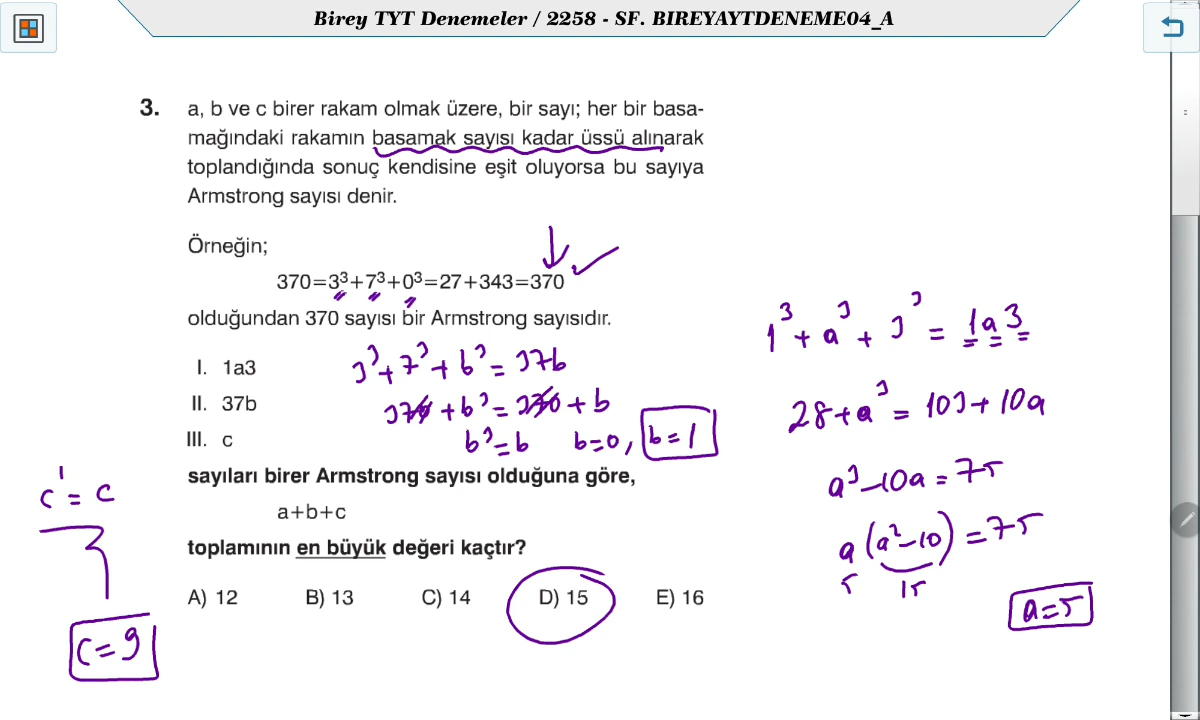 Birey TYT Denemeler / 2258 - SF. BIREYAYTDENEME04_A
3. a, b ve c birer rakam olmak üzere, bir sayı; her bir basa-
mağındaki rakamın basamak sayısı kadar üssü alınarak
toplandığında sonuç kendisine eşit oluyorsa bu sayıya
Armstrong sayısı denir.
Örneğin;
370=3³+7³+0³=27+343=370
olduğundan 370 sayısı bir Armstrong sayısıdır.
I. 1a3
II. 37b
III. c
sayıları birer Armstrong sayısı olduğuna göre,
a+b+c
toplamının en büyük değeri kaçtır?
A) 12 B) 13 C) 14 D) 15 E) 16
3³+7³+b³=37b
370+b³=370+b
b³=b b=0, b=1
c¹=c
c=9
1³+a³+3³=1a3
28+a³=103+10a
a³-10a=75
a(a²-10)=75
5 15
a=5